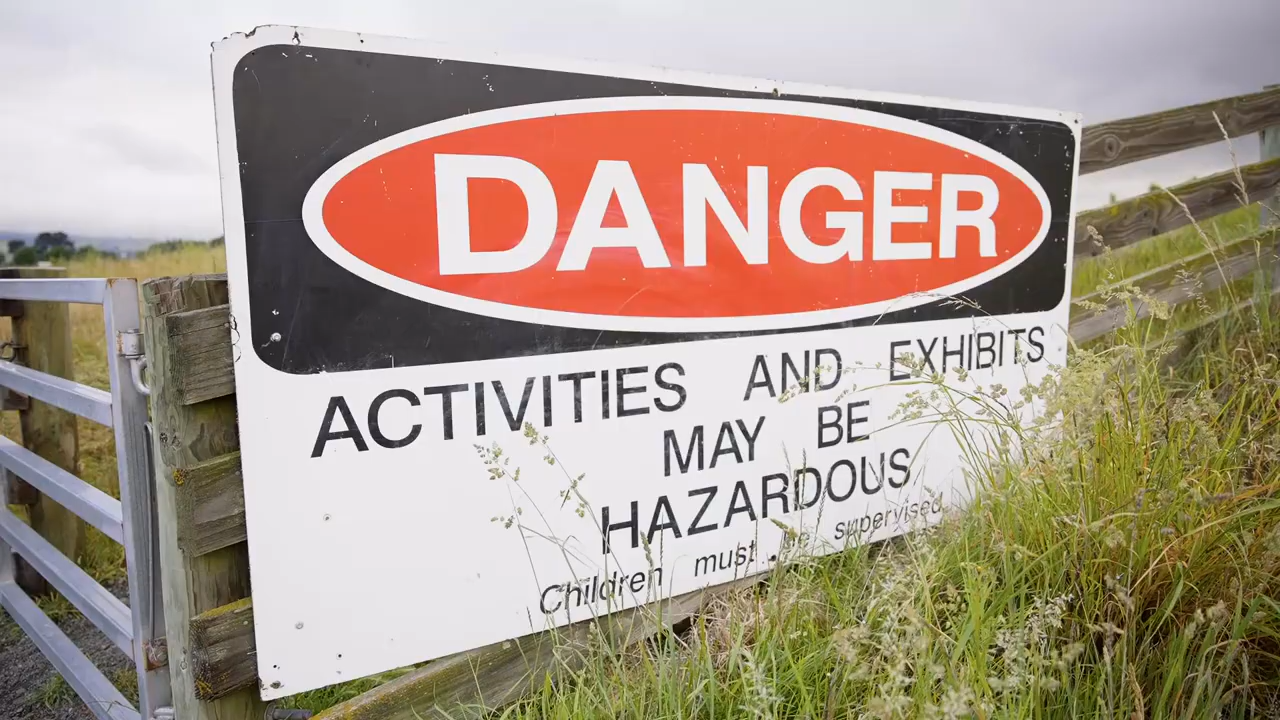 DANGER
ACTIVITIES AND EXHIBITS
MAY BE
HAZARDOUS
Children must be supervised